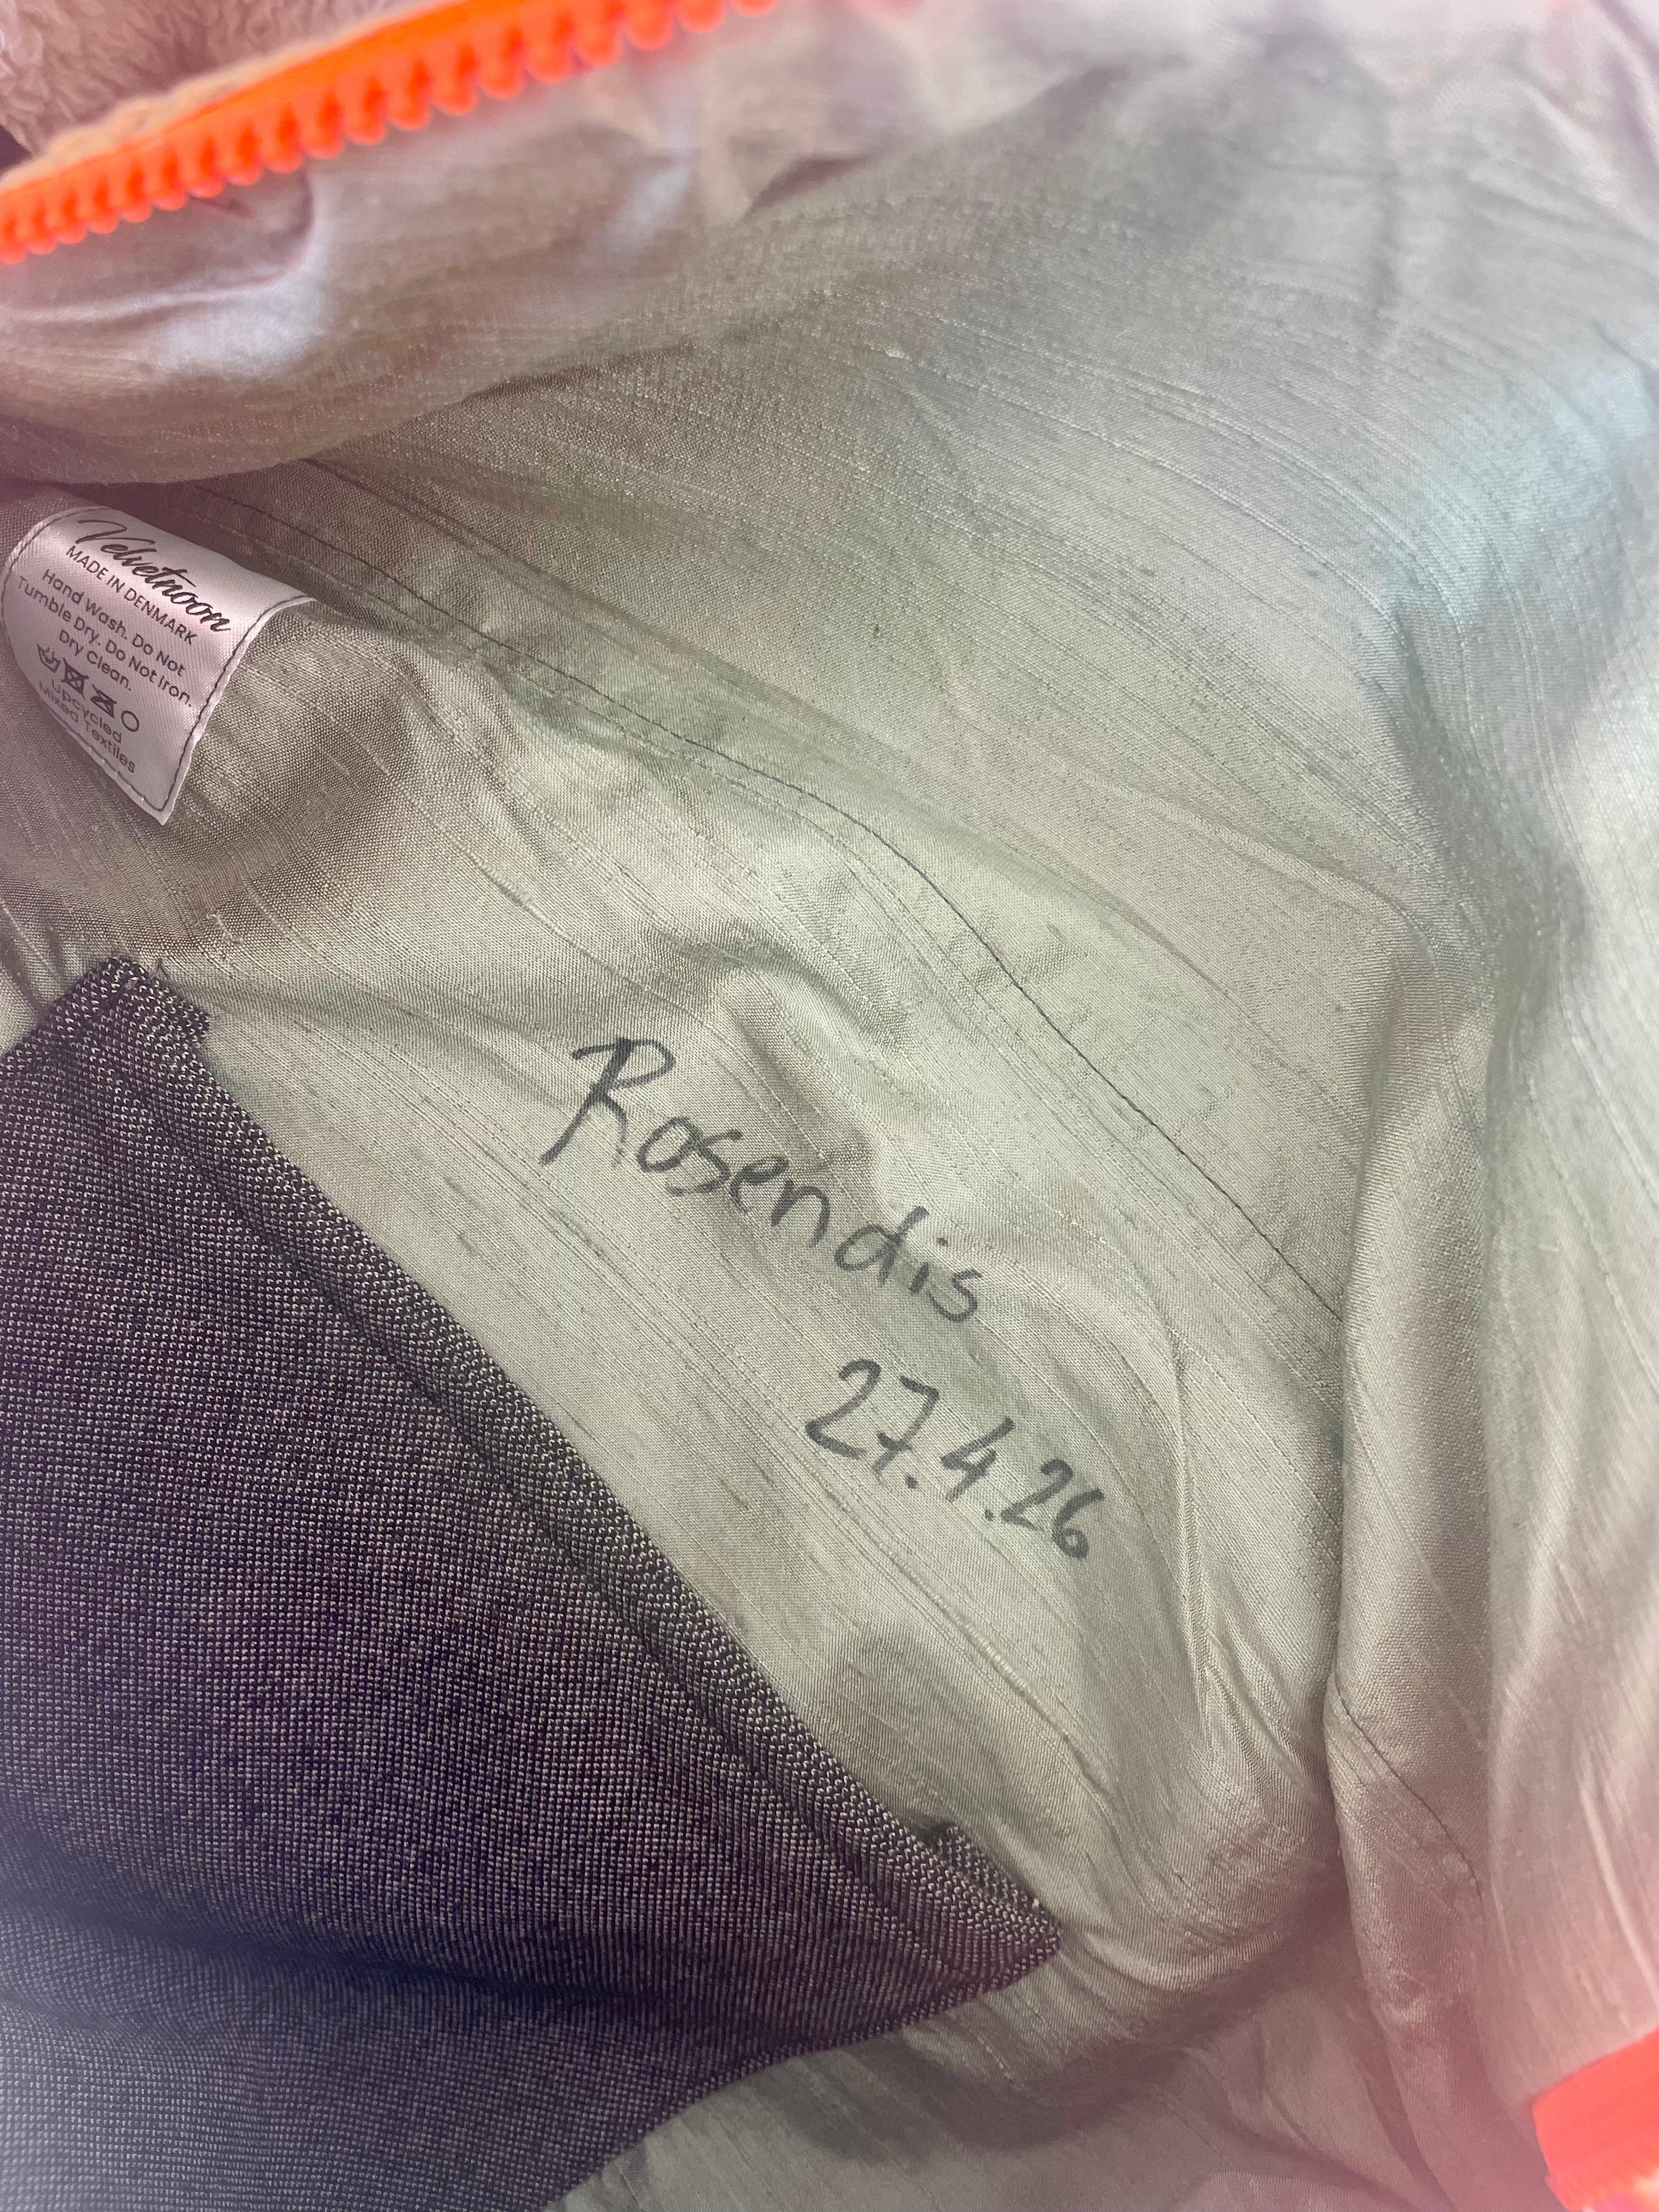 Velvetnoon
MADE IN DENMARK
Hand Wash. Do Not
Tumble Dry. Do Not Iron.
Dry Clean.
Upcycled
Mixed Textiles
Rosendis
27.4.26